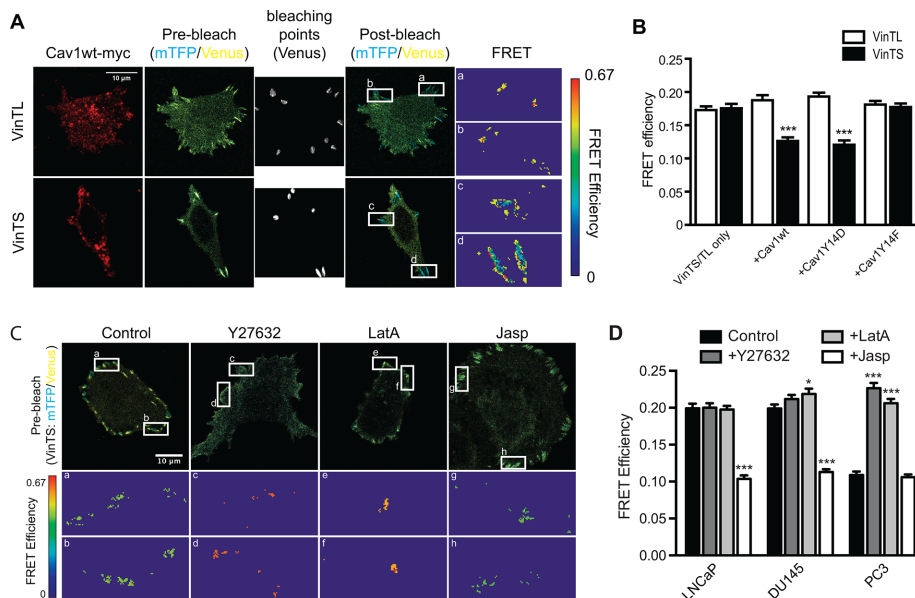 A
Cav1wt-myc
Pre-bleach
(mTFP/Venus)
bleaching
points
(Venus)
Post-bleach
(mTFP/Venus)
FRET
10 µm
VinTL
VinTS
b
a
c
d
a
b
c
d
0.67
FRET Efficiency
0
B
VinTL
VinTS
FRET efficiency
0.25
0.20
0.15
0.10
0.05
0
***
***
VinTS/TL only
+Cav1wt
+Cav1Y14D
+Cav1Y14F
C
Control
Y27632
LatA
Jasp
Pre-bleach
(VinTS: mTFP/Venus)
a
b
c
d
e
f
g
h
10 µm
0.67
FRET Efficiency
0
a
c
e
g
b
d
f
h
D
Control
+Y27632
+LatA
+Jasp
FRET Efficiency
0.25
0.20
0.15
0.10
0.05
0.00
***
*
***
***
***
LNCaP
DU145
PC3